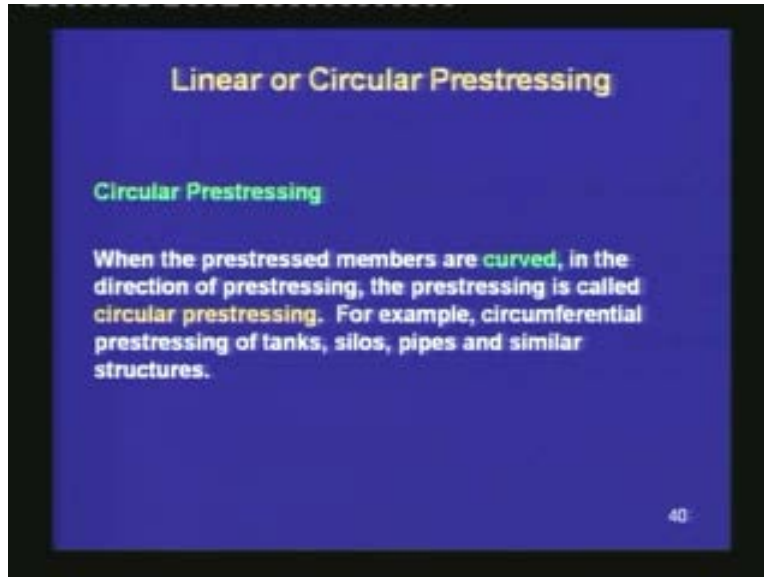 Linear or Circular Prestressing
Circular Prestressing
When the prestressed members are curved, in the
direction of prestressing, the prestressing is called
circular prestressing. For example, circumferential
prestressing of tanks, silos, pipes and similar
structures.
40